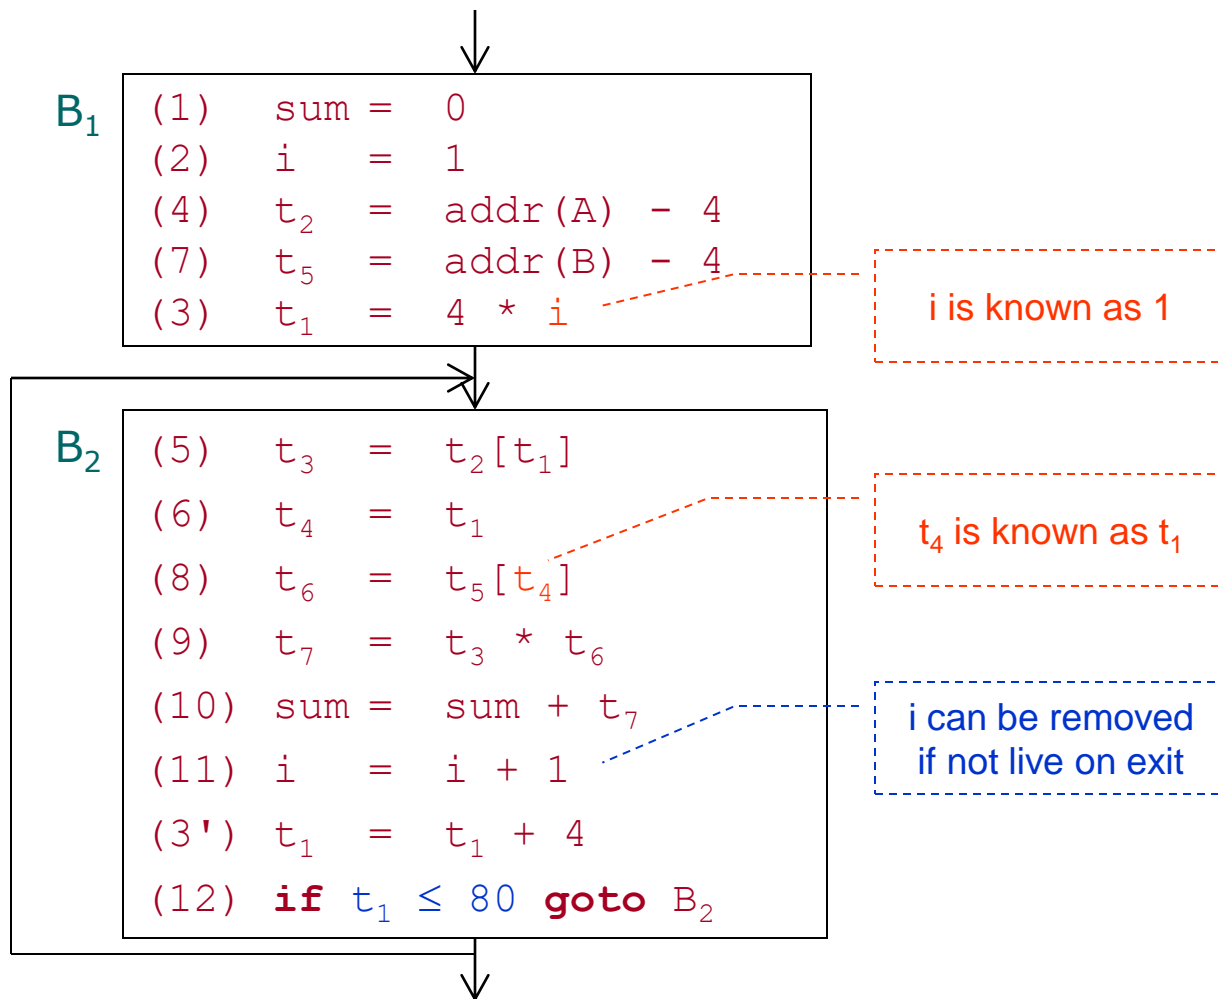 B₁
(1) sum = 0
(2) i = 1
(4) t₂ = addr(A) - 4
(7) t₅ = addr(B) - 4
(3) t₁ = 4 * i
i is known as 1
B₂
(5) t₃ = t₂[t₁]
(6) t₄ = t₁
(8) t₆ = t₅[t₄]
(9) t₇ = t₃ * t₆
(10) sum = sum + t₇
(11) i = i + 1
(3') t₁ = t₁ + 4
(12) if t₁ ≤ 80 goto B₂
t₄ is known as t₁
i can be removed
if not live on exit